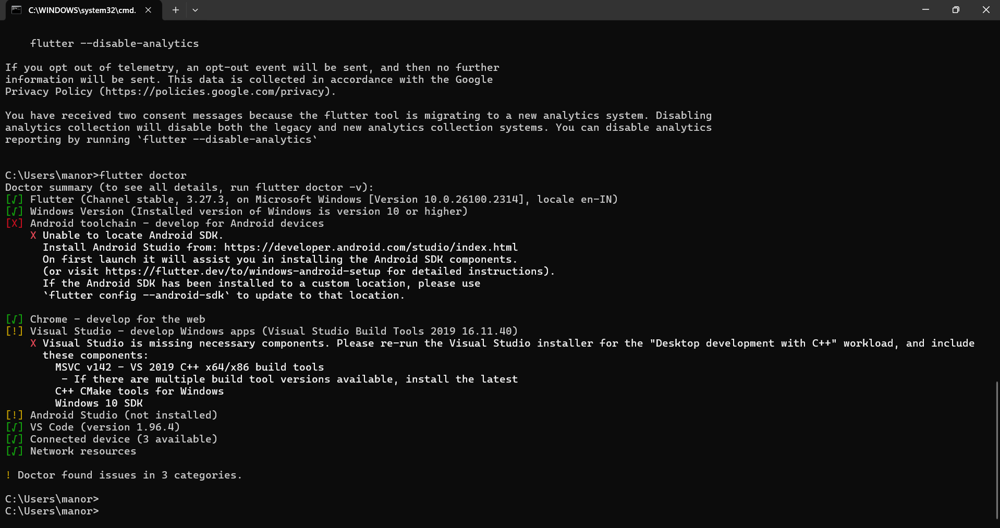 C:\WINDOWS\system32\cmd.
flutter --disable-analytics
If you opt out of telemetry, an opt-out event will be sent, and then no further
information will be sent. This data is collected in accordance with the Google
Privacy Policy (https://policies.google.com/privacy).
You have received two consent messages because the flutter tool is migrating to a new analytics system. Disabling
analytics collection will disable both the legacy and new analytics collection systems. You can disable analytics
reporting by running `flutter --disable-analytics`
C:\Users\manor>flutter doctor
Doctor summary (to see all details, run flutter doctor -v):
[√] Flutter (Channel stable, 3.27.3, on Microsoft Windows [Version 10.0.26100.2314], locale en-IN)
[√] Windows Version (Installed version of Windows is version 10 or higher)
[X] Android toolchain - develop for Android devices
X Unable to locate Android SDK.
Install Android Studio from: https://developer.android.com/studio/index.html
On first launch it will assist you in installing the Android SDK components.
(or visit https://flutter.dev/to/windows-android-setup for detailed instructions).
If the Android SDK has been installed to a custom location, please use
`flutter config --android-sdk` to update to that location.
[√] Chrome - develop for the web
[!] Visual Studio - develop Windows apps (Visual Studio Build Tools 2019 16.11.40)
X Visual Studio is missing necessary components. Please re-run the Visual Studio installer for the "Desktop development with C++" workload, and include
these components:
MSVC v142 - VS 2019 C++ x64/x86 build tools
- If there are multiple build tool versions available, install the latest
C++ CMake tools for Windows
Windows 10 SDK
[!] Android Studio (not installed)
[√] VS Code (version 1.96.4)
[√] Connected device (3 available)
[√] Network resources
! Doctor found issues in 3 categories.
C:\Users\manor>
C:\Users\manor>